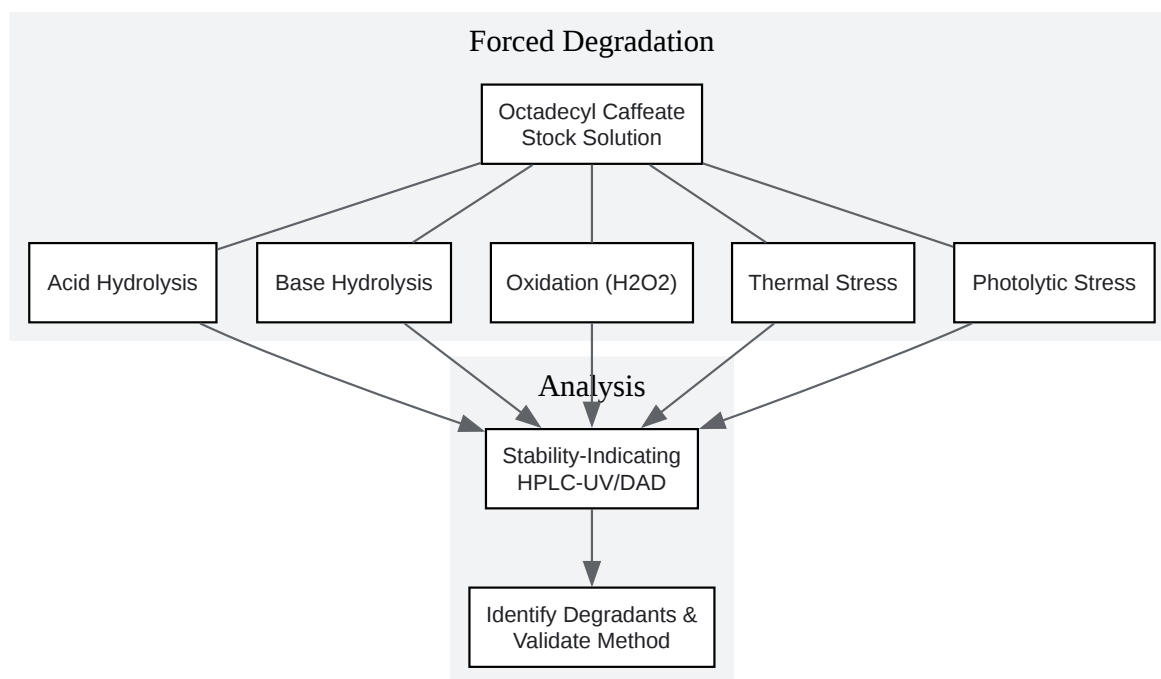 Forced Degradation
Octadecyl Caffeate
Stock Solution
Acid Hydrolysis
Base Hydrolysis
Oxidation (H2O2)
Thermal Stress
Photolytic Stress
Analysis
Stability-Indicating
HPLC-UV/DAD
Identify Degradants &
Validate Method